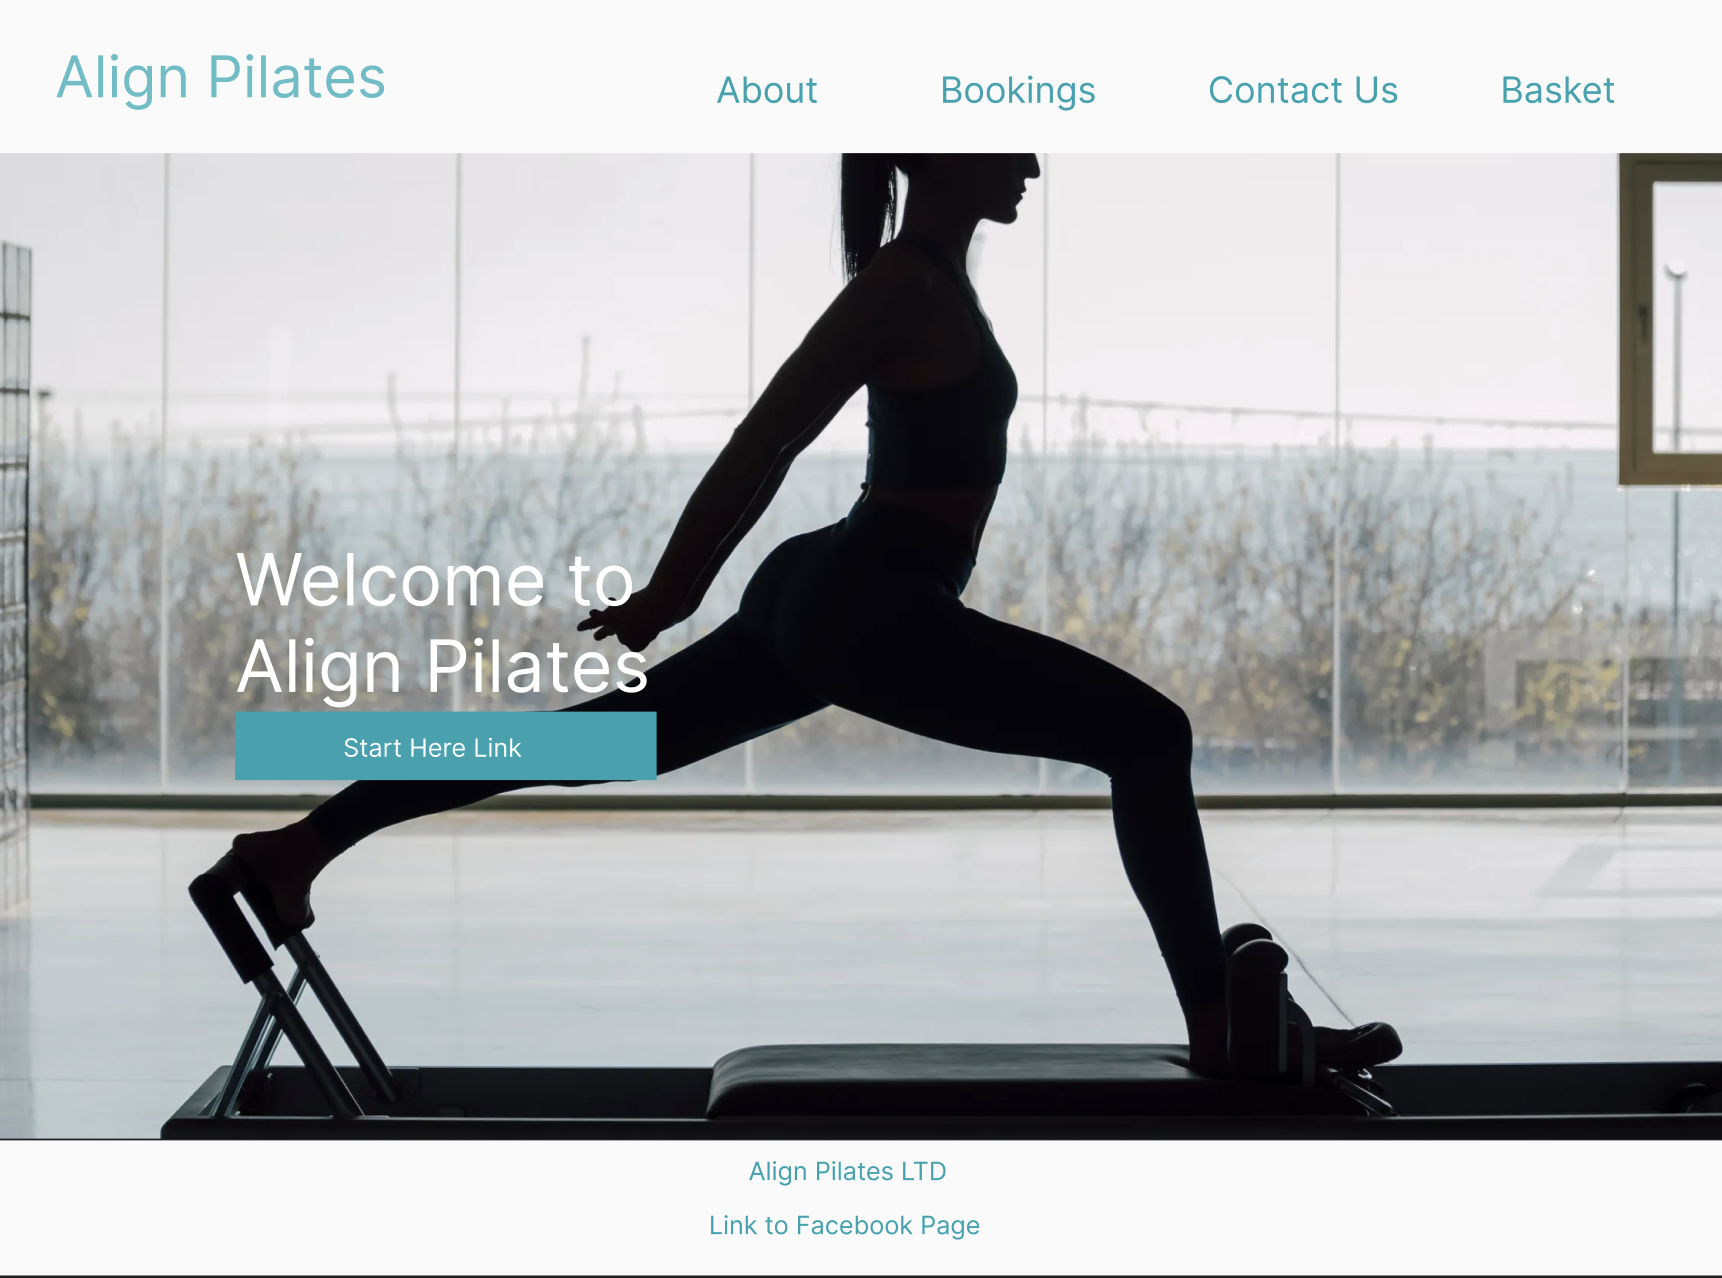 Align Pilates
About
Bookings
Contact Us
Basket
Welcome to
Align Pilates
Start Here Link
Align Pilates LTD
Link to Facebook Page